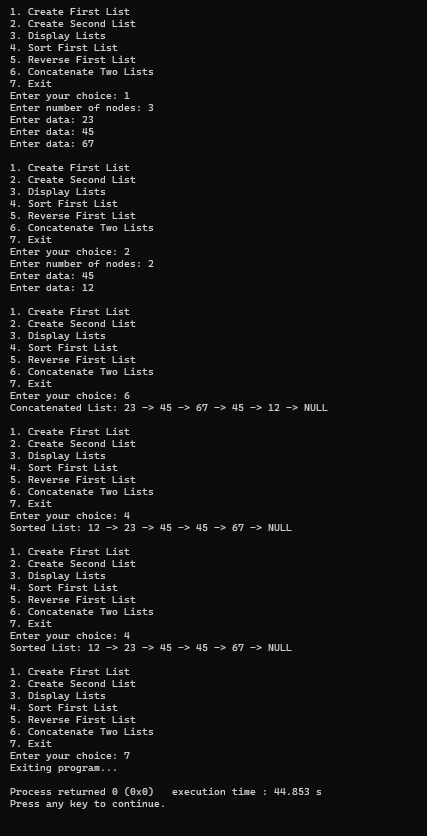 1. Create First List
2. Create Second List
3. Display Lists
4. Sort First List
5. Reverse First List
6. Concatenate Two Lists
7. Exit
Enter your choice: 1
Enter number of nodes: 3
Enter data: 23
Enter data: 45
Enter data: 67
1. Create First List
2. Create Second List
3. Display Lists
4. Sort First List
5. Reverse First List
6. Concatenate Two Lists
7. Exit
Enter your choice: 2
Enter number of nodes: 2
Enter data: 45
Enter data: 12
1. Create First List
2. Create Second List
3. Display Lists
4. Sort First List
5. Reverse First List
6. Concatenate Two Lists
7. Exit
Enter your choice: 6
Concatenated List: 23 -> 45 -> 67 -> 45 -> 12 -> NULL
1. Create First List
2. Create Second List
3. Display Lists
4. Sort First List
5. Reverse First List
6. Concatenate Two Lists
7. Exit
Enter your choice: 4
Sorted List: 12 -> 23 -> 45 -> 45 -> 67 -> NULL
1. Create First List
2. Create Second List
3. Display Lists
4. Sort First List
5. Reverse First List
6. Concatenate Two Lists
7. Exit
Enter your choice: 4
Sorted List: 12 -> 23 -> 45 -> 45 -> 67 -> NULL
1. Create First List
2. Create Second List
3. Display Lists
4. Sort First List
5. Reverse First List
6. Concatenate Two Lists
7. Exit
Enter your choice: 7
Exiting program...
Process returned 0 (0x0)   execution time : 44.853 s
Press any key to continue.